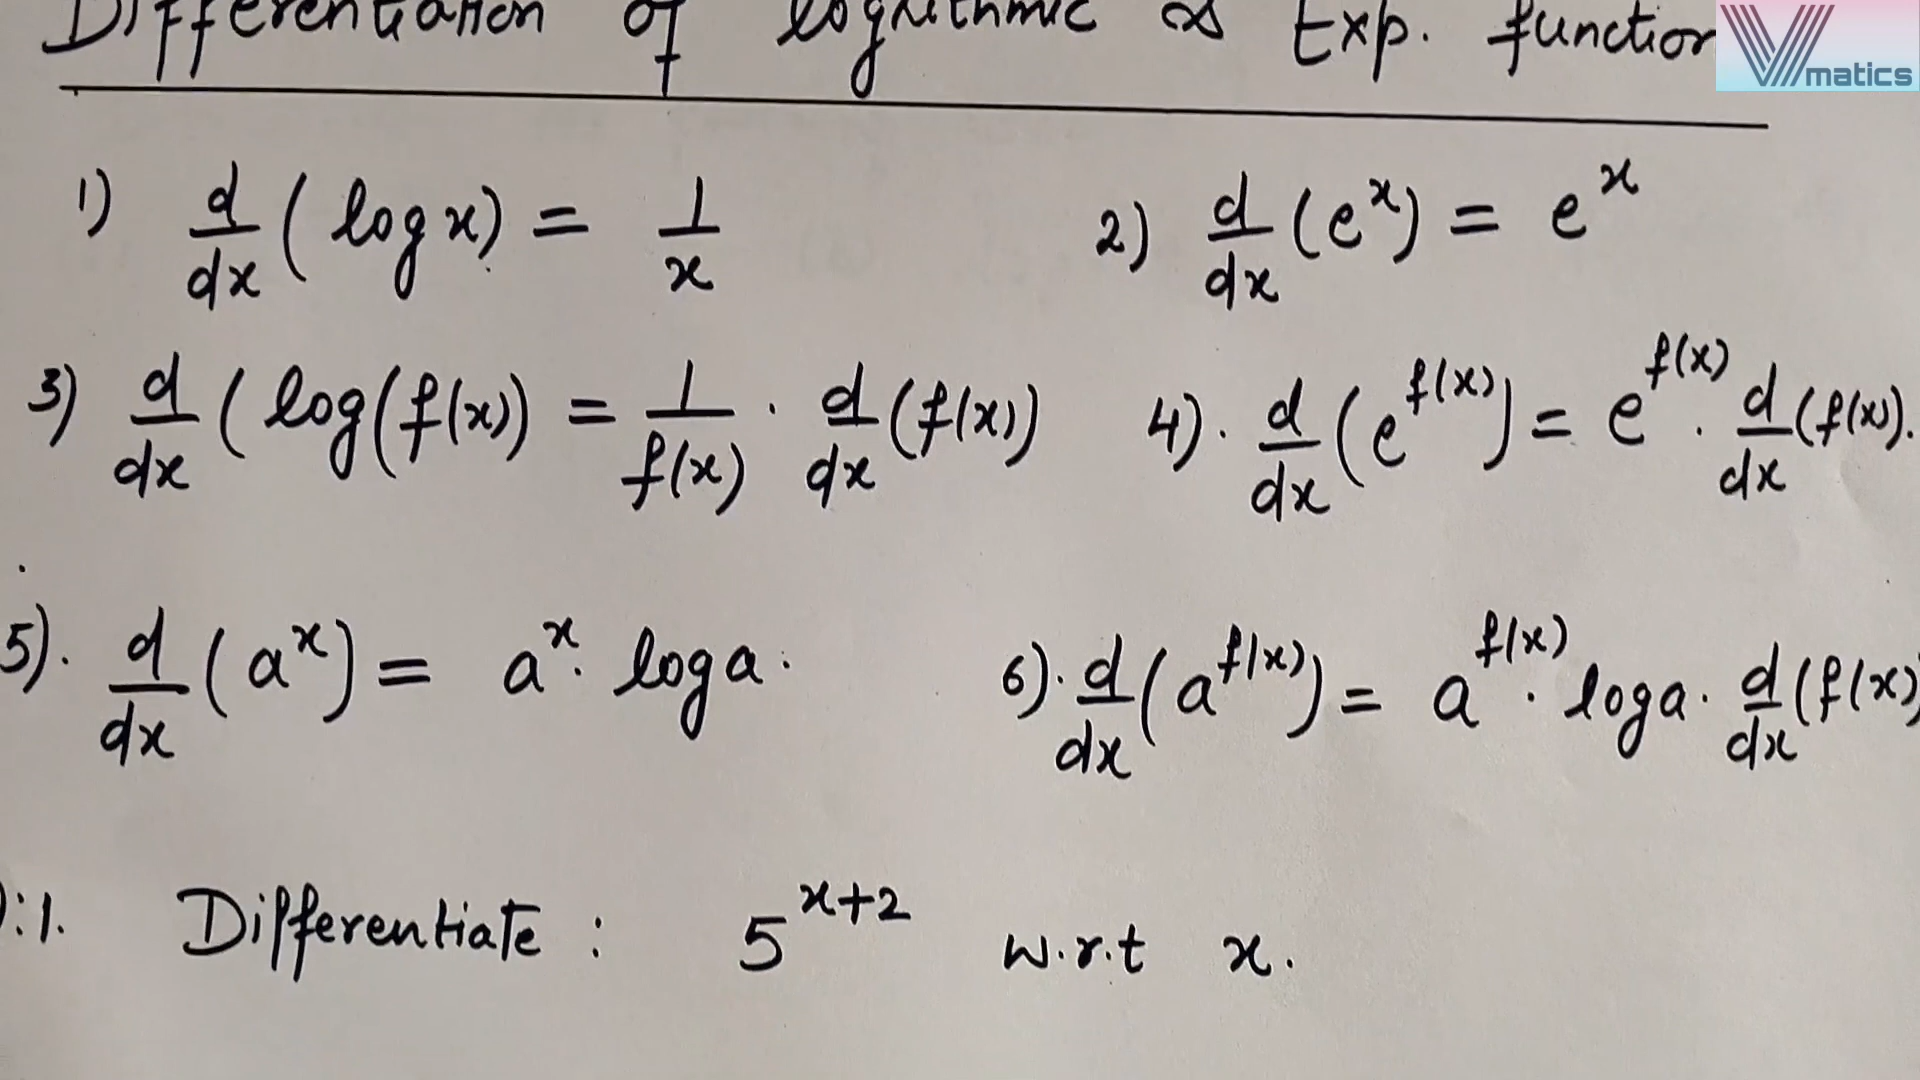 Differentiation of logarithmic & Exp. function
Vmatics
1) d/dx (log x) = 1/x
2) d/dx (e^x) = e^x
3) d/dx (log(f(x)) = 1/f(x) · d/dx (f(x))
4). d/dx (e^f(x)) = e^f(x) · d/dx (f(x)).
5). d/dx (a^x) = a^x · log a.
6). d/dx (a^f(x)) = a^f(x) · log a · d/dx (f(x)
:1. Differentiate : 5^x+2 w.r.t x.